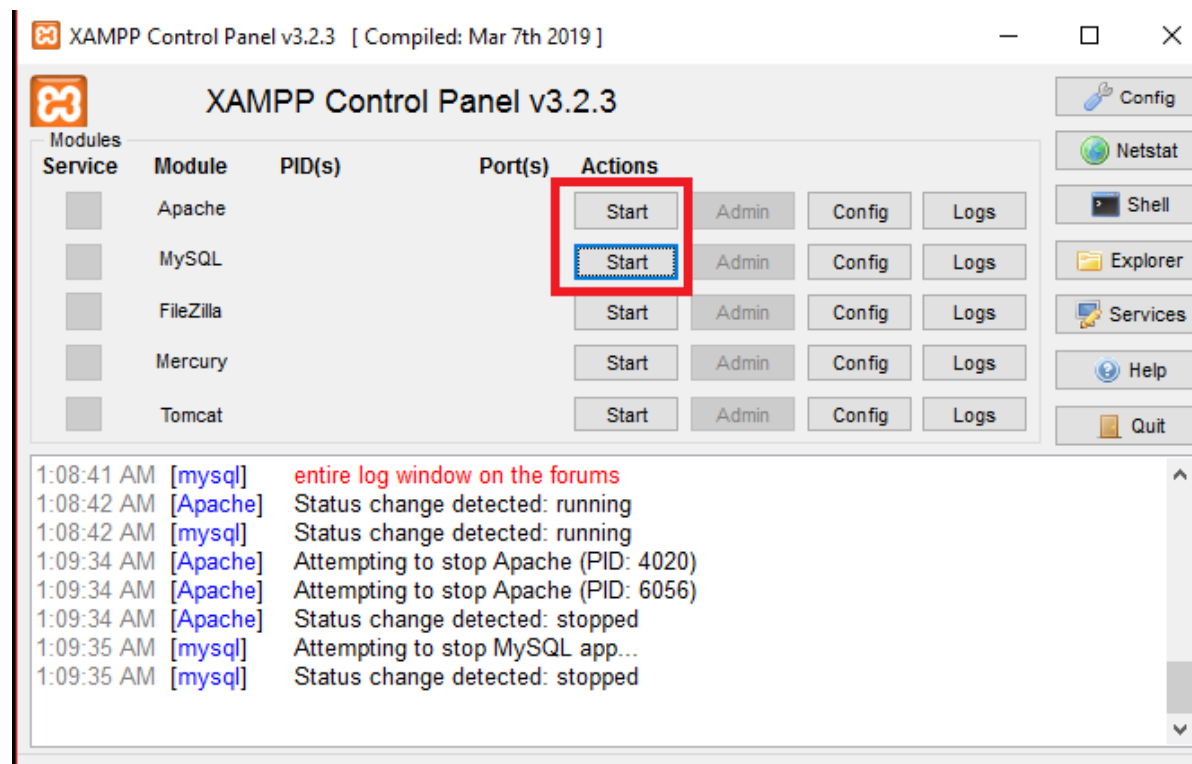 XAMPP Control Panel v3.2.3 [ Compiled: Mar 7th 2019 ]
XAMPP Control Panel v3.2.3
Config
Modules
Netstat
Service Module PID(s) Port(s) Actions
Apache Start Admin Config Logs
Shell
MySQL Start Admin Config Logs
Explorer
FileZilla Start Admin Config Logs
Services
Mercury Start Admin Config Logs
Help
Tomcat Start Admin Config Logs
Quit
1:08:41 AM [mysql] entire log window on the forums
1:08:42 AM [Apache] Status change detected: running
1:08:42 AM [mysql] Status change detected: running
1:09:34 AM [Apache] Attempting to stop Apache (PID: 4020)
1:09:34 AM [Apache] Attempting to stop Apache (PID: 6056)
1:09:34 AM [Apache] Status change detected: stopped
1:09:35 AM [mysql] Attempting to stop MySQL app...
1:09:35 AM [mysql] Status change detected: stopped